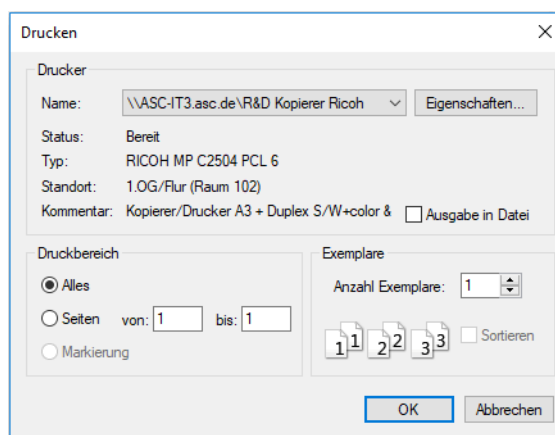 Drucken
Drucker
Name: \\ASC-IT3.asc.de\R&D Kopierer Ricoh Eigenschaften...
Status: Bereit
Typ: RICOH MP C2504 PCL 6
Standort: 1.OG/Flur (Raum 102)
Kommentar: Kopierer/Drucker A3 + Duplex S/W+color & Ausgabe in Datei
Druckbereich
Alles
Seiten von: 1 bis: 1
Markierung
Exemplare
Anzahl Exemplare: 1
1 1 2 2 3 3 Sortieren
OK Abbrechen